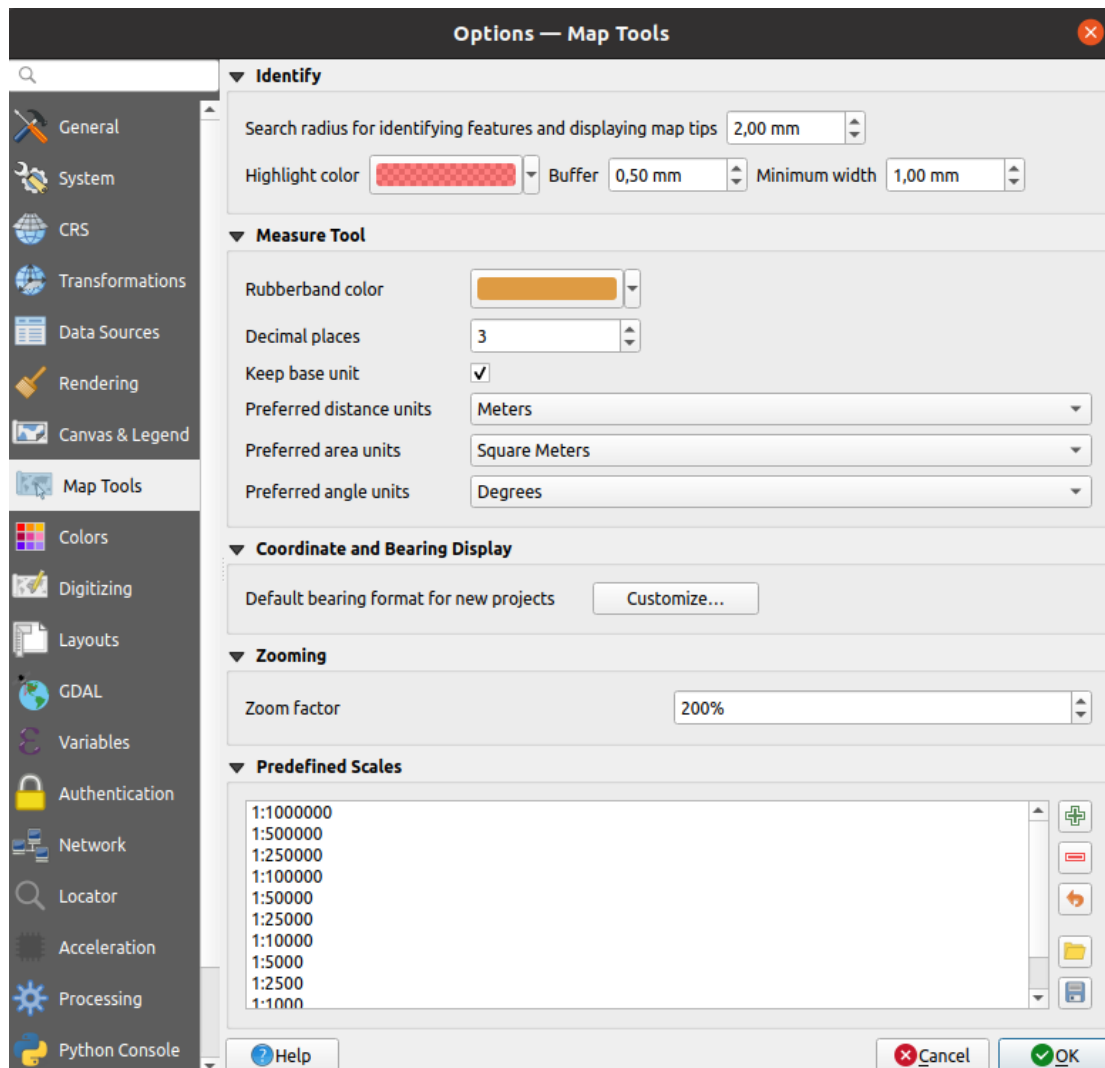 Options — Map Tools
General
System
CRS
Transformations
Data Sources
Rendering
Canvas & Legend
Map Tools
Colors
Digitizing
Layouts
GDAL
Variables
Authentication
Network
Locator
Acceleration
Processing
Python Console
Identify
Search radius for identifying features and displaying map tips 2,00 mm
Highlight color Buffer 0,50 mm Minimum width 1,00 mm
Measure Tool
Rubberband color
Decimal places 3
Keep base unit
Preferred distance units Meters
Preferred area units Square Meters
Preferred angle units Degrees
Coordinate and Bearing Display
Default bearing format for new projects Customize...
Zooming
Zoom factor 200%
Predefined Scales
1:1000000
1:500000
1:250000
1:100000
1:50000
1:25000
1:10000
1:5000
1:2500
1:1000
Help Cancel OK